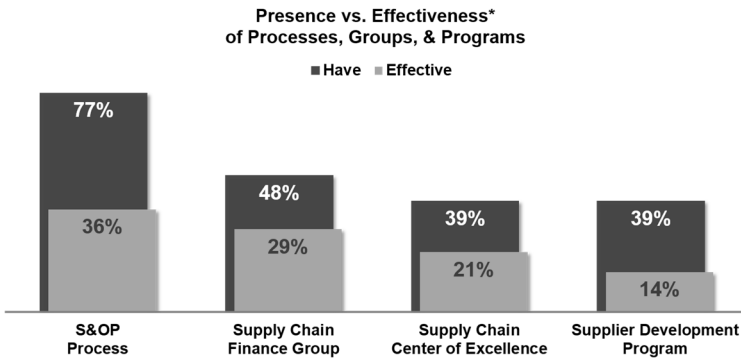 Presence vs. Effectiveness*
of Processes, Groups, & Programs
Have Effective
77%
36%
48%
29%
39%
21%
39%
14%
S&OP
Process
Supply Chain
Finance Group
Supply Chain
Center of Excellence
Supplier Development
Program